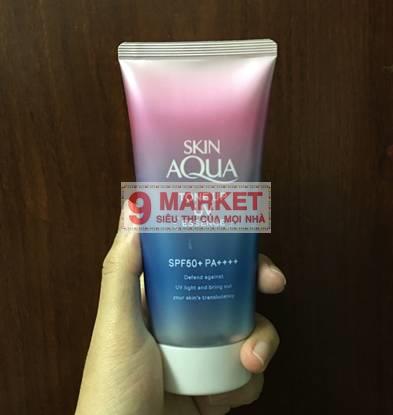 SKIN
AQUA
9 MARKET
SIÊU THỊ CỦA MỌI NHÀ
SPF50+ PA++++
Defend against
UV light and bring out
your skin's translucency